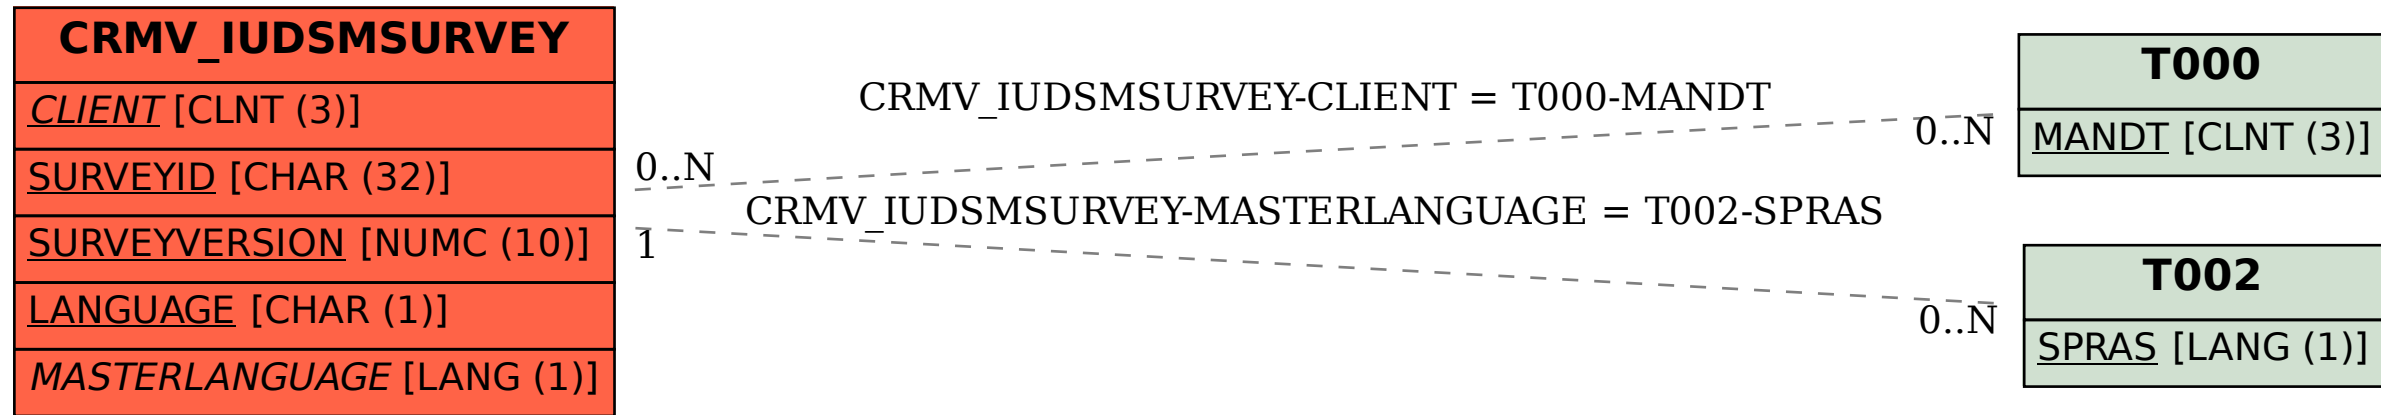 CRMV_IUDSMSURVEY
CLIENT [CLNT (3)]
SURVEYID [CHAR (32)]
SURVEYVERSION [NUMC (10)]
LANGUAGE [CHAR (1)]
MASTERLANGUAGE [LANG (1)]
CRMV_IUDSMSURVEY-CLIENT = T000-MANDT
0..N
0..N
CRMV_IUDSMSURVEY-MASTERLANGUAGE = T002-SPRAS
1
0..N
T000
MANDT [CLNT (3)]
T002
SPRAS [LANG (1)]